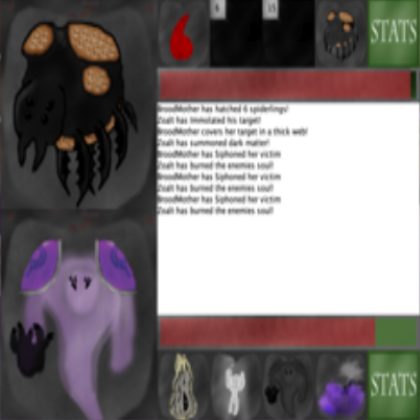 6
15
STATS
BroodMother has hatched 6 spiderlings!
Zoalt has Immolated his target!
BroodMother covers her target in a thick web!
Zoalt has summoned dark matter!
BroodMother has Siphoned her victim
Zoalt has burned the enemies soul!
BroodMother has Siphoned her victim
Zoalt has burned the enemies soul!
BroodMother has Siphoned her victim
Zoalt has burned the enemies soul!
STATS